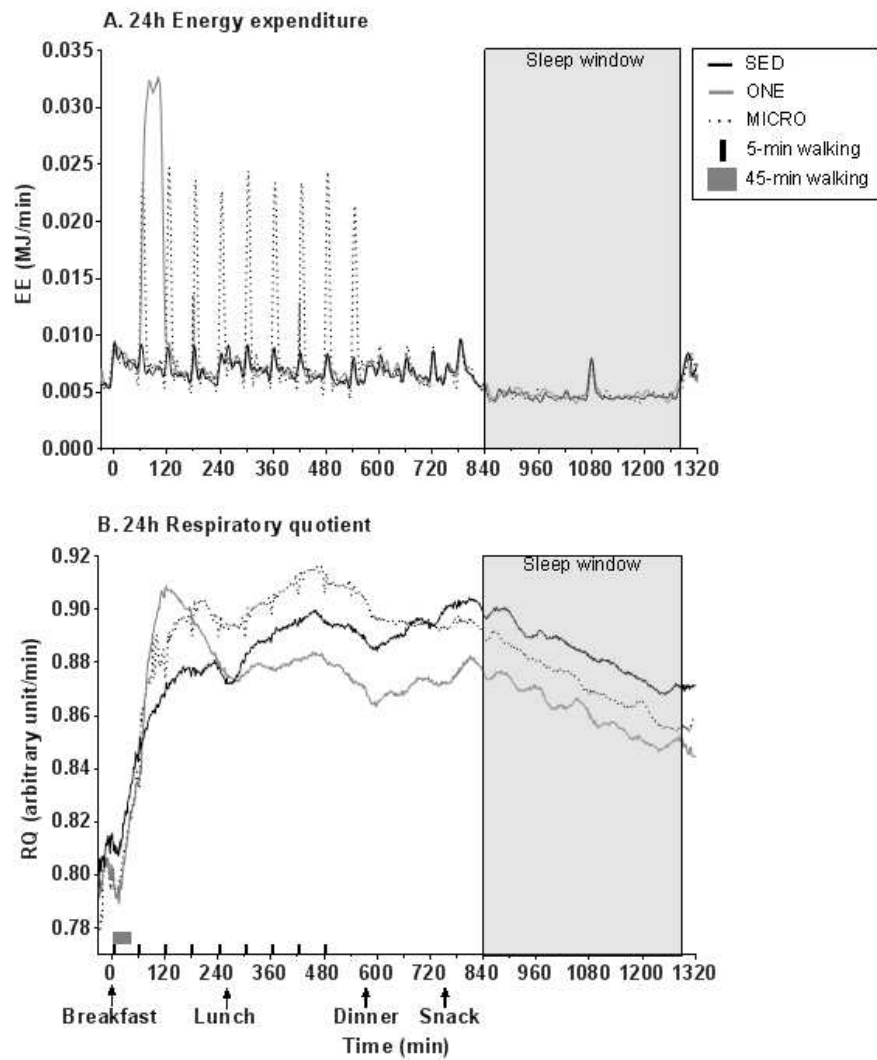 A. 24h Energy expenditure
0.035
0.030
0.025
0.020
0.015
0.010
0.005
0.000
EE (MJ/min)
Sleep window
SED
ONE
MICRO
5-min walking
45-min walking
0 120 240 360 480 600 720 840 960 1080 1200 1320
B. 24h Respiratory quotient
0.92
0.90
0.88
0.86
0.84
0.82
0.80
0.78
RQ (arbitrary unit/min)
Sleep window
0 120 240 360 480 600 720 840 960 1080 1200 1320
Breakfast Lunch Dinner Snack
Time (min)